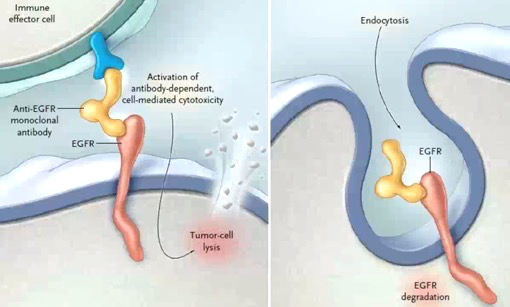 Immune
effector cell
Activation of
antibody-dependent,
cell-mediated cytotoxicity
Anti-EGFR
monoclonal
antibody
EGFR
Tumor-cell
lysis
Endocytosis
EGFR
EGFR
degradation